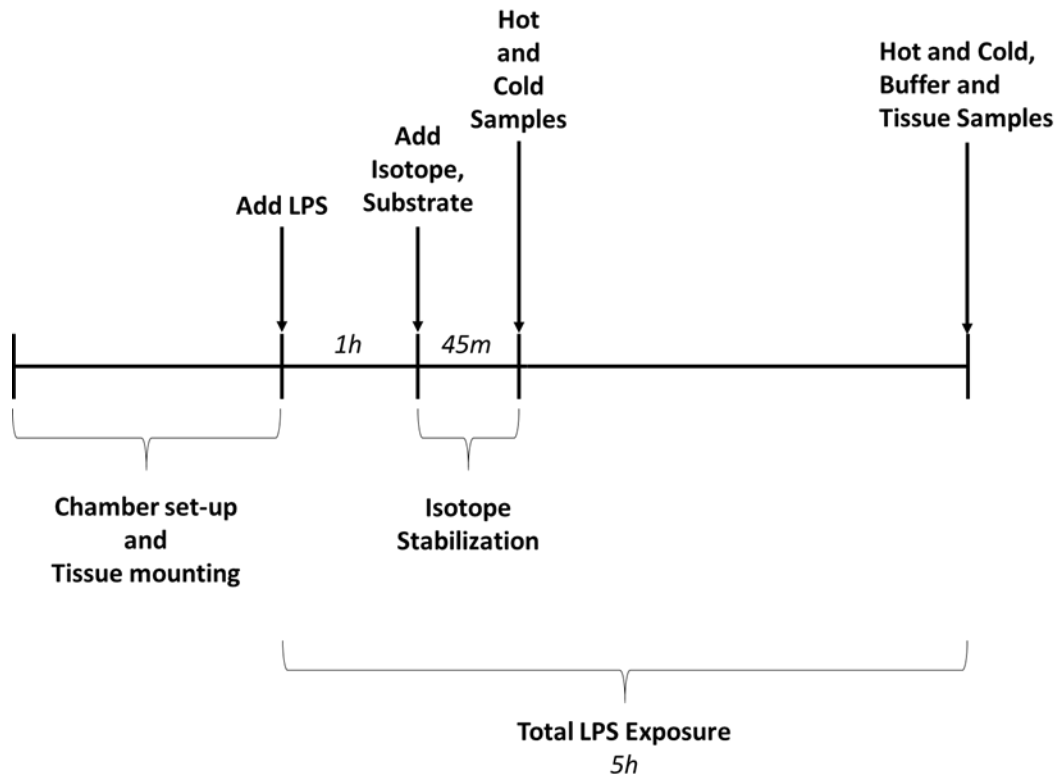 Hot
and
Cold
Samples
Hot and Cold,
Buffer and
Tissue Samples
Add
Isotope,
Substrate
Add LPS
1h
45m
Chamber set-up
and
Tissue mounting
Isotope
Stabilization
Total LPS Exposure
5h